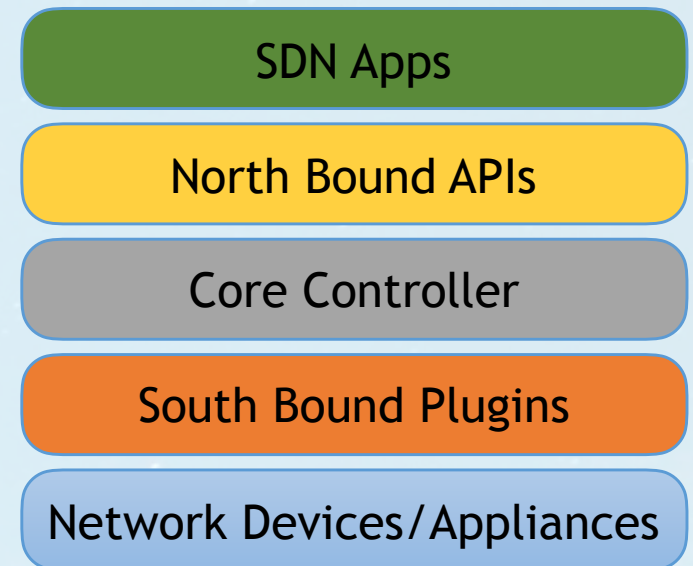 SDN Apps
North Bound APIs
Core Controller
South Bound Plugins
Network Devices/Appliances